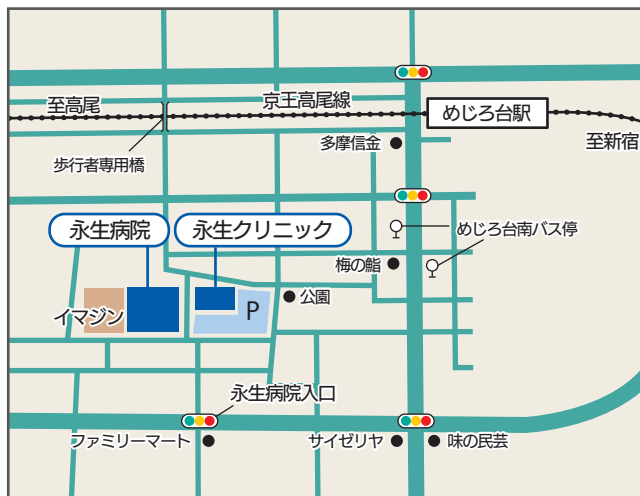 至高尾
京王高尾線
めじろ台駅
至新宿
歩行者専用橋
多摩信金
永生病院
永生クリニック
めじろ台南バス停
梅の鮨
イマジン
P
公園
永生病院入口
ファミリーマート
サイゼリヤ
味の民芸